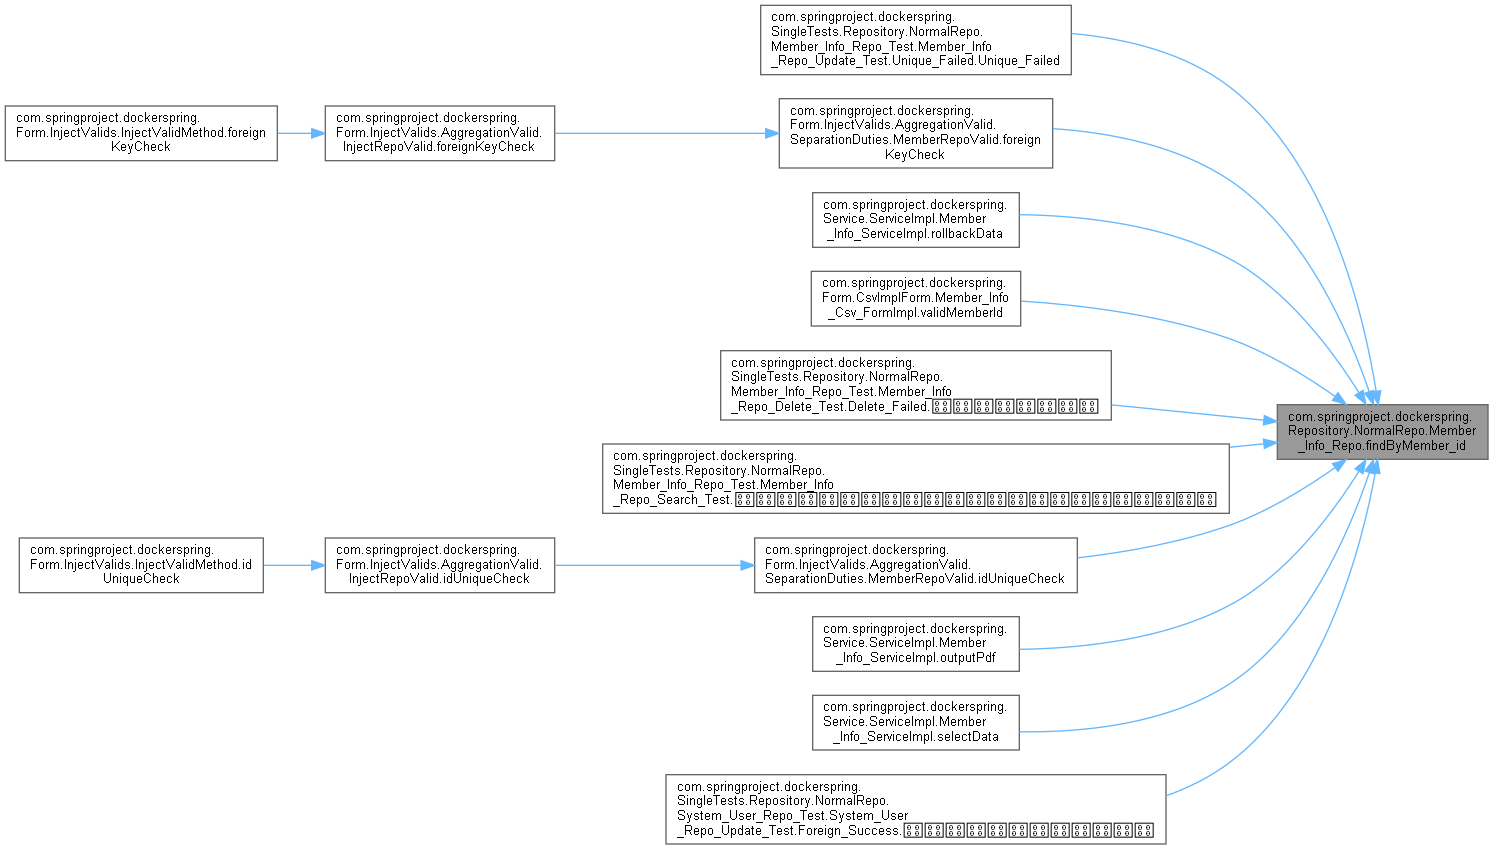 com.springproject.dockerspring.
SingleTests.Repository.NormalRepo.
Member_Info_Repo_Test.Member_Info
_Repo_Update_Test.Unique_Failed.Unique_Failed
com.springproject.dockerspring.
Form.InjectValids.InjectValidMethod.foreign
KeyCheck
com.springproject.dockerspring.
Form.InjectValids.AggregationValid.
InjectRepoValid.foreignKeyCheck
com.springproject.dockerspring.
Form.InjectValids.AggregationValid.
SeparationDuties.MemberRepoValid.foreign
KeyCheck
com.springproject.dockerspring.
Service.ServiceImpl.Member
_Info_ServiceImpl.rollbackData
com.springproject.dockerspring.
Form.CsvImplForm.Member_Info
_Csv_FormImpl.validMemberId
com.springproject.dockerspring.
SingleTests.Repository.NormalRepo.
Member_Info_Repo_Test.Member_Info
_Repo_Delete_Test.Delete_Failed.
com.springproject.dockerspring.
Repository.NormalRepo.Member
_Info_Repo.findByMember_id
com.springproject.dockerspring.
SingleTests.Repository.NormalRepo.
Member_Info_Repo_Test.Member_Info
_Repo_Search_Test.
com.springproject.dockerspring.
Form.InjectValids.InjectValidMethod.id
UniqueCheck
com.springproject.dockerspring.
Form.InjectValids.AggregationValid.
InjectRepoValid.idUniqueCheck
com.springproject.dockerspring.
Form.InjectValids.AggregationValid.
SeparationDuties.MemberRepoValid.idUniqueCheck
com.springproject.dockerspring.
Service.ServiceImpl.Member
_Info_ServiceImpl.outputPdf
com.springproject.dockerspring.
Service.ServiceImpl.Member
_Info_ServiceImpl.selectData
com.springproject.dockerspring.
SingleTests.Repository.NormalRepo.
System_User_Repo_Test.System_User
_Repo_Update_Test.Foreign_Success.